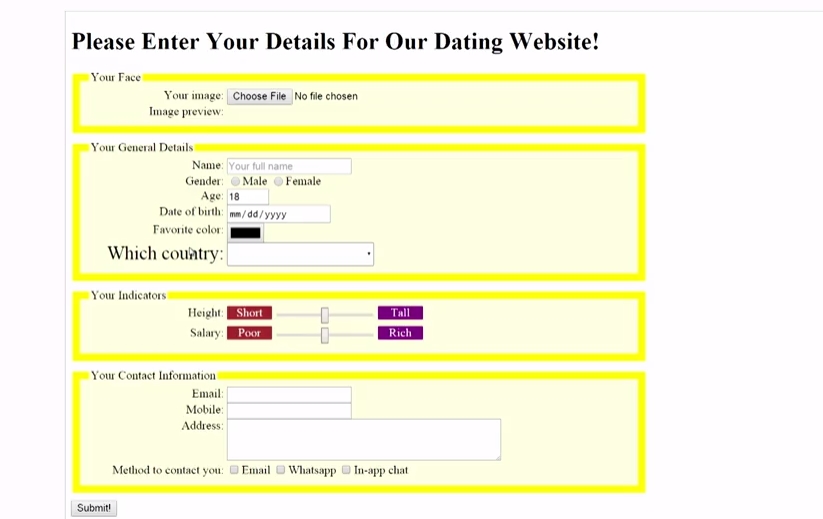 Please Enter Your Details For Our Dating Website!
Your Face
Your image: Choose File No file chosen
Image preview:
Your General Details
Name: Your full name
Gender: Male Female
Age: 18
Date of birth: mm/dd/yyyy
Favorite color:
Which country:
Your Indicators
Height: Short Tall
Salary: Poor Rich
Your Contact Information
Email:
Mobile:
Address:
Method to contact you: Email Whatsapp In-app chat
Submit!